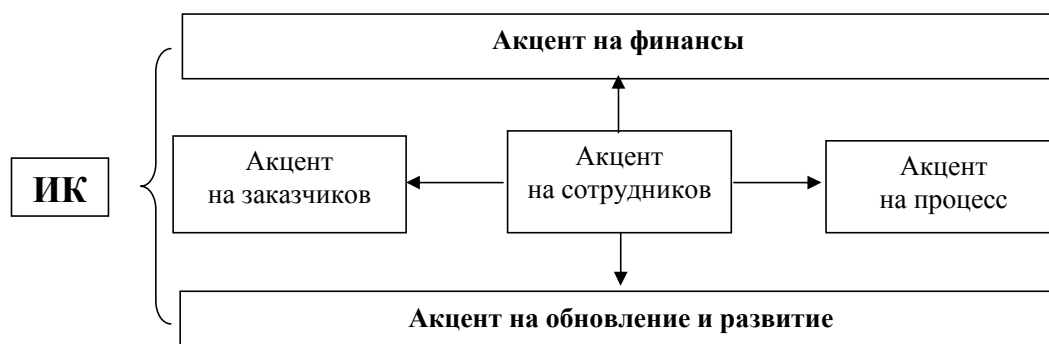 Акцент на финансы
ИК
Акцент
на заказчиков
Акцент
на сотрудников
Акцент
на процесс
Акцент на обновление и развитие